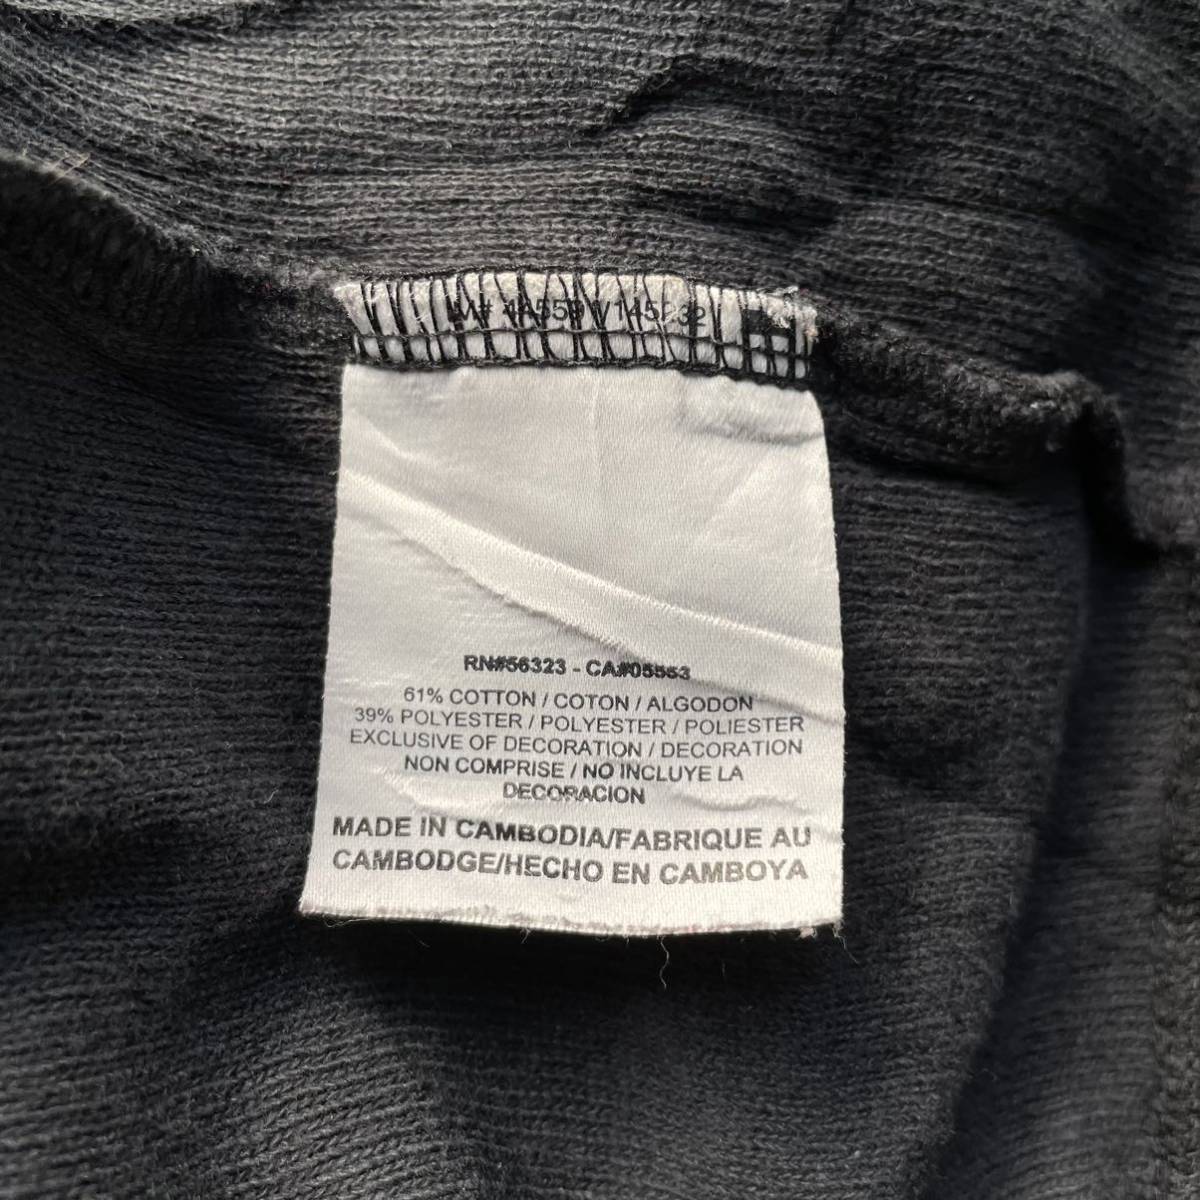 RN#56323 - CA#05553
61% COTTON / COTON / ALGODON
39% POLYESTER / POLYESTER / POLIESTER
EXCLUSIVE OF DECORATION / DECORATION
NON COMPRISE / NO INCLUYE LA
DECORACION
MADE IN CAMBODIA/FABRIQUE AU
CAMBODGE/HECHO EN CAMBOYA